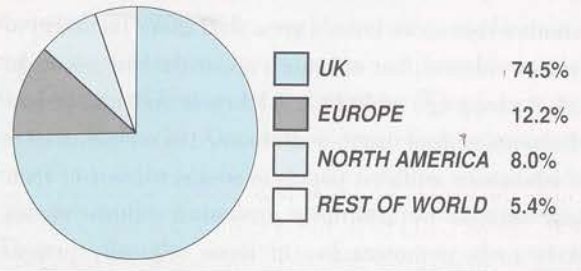 UK 74.5%
EUROPE 12.2%
NORTH AMERICA 8.0%
REST OF WORLD 5.4%